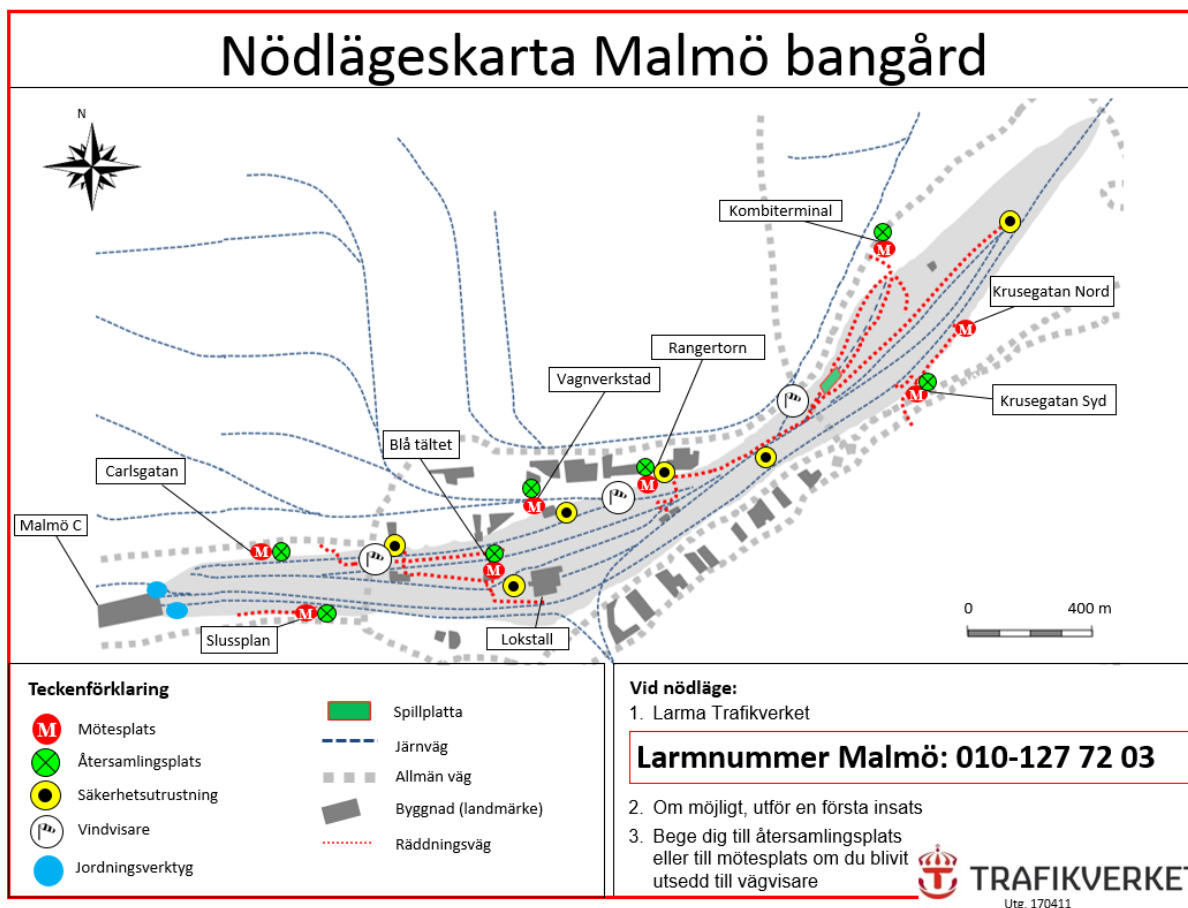 Nödlägeskarta Malmö bangård
N
Kombiterminal
Krusegatan Nord
Rangertorn
Vagnverkstad
Krusegatan Syd
Blå tältet
Carlsgatan
Malmö C
Slussplan
Lokstall
0 400 m
M
M
M
M
M
M
M
M
Teckenförklaring
M Mötesplats
Återsamlingsplats
Säkerhetsutrustning
Vindvisare
Jordningsverktyg
Spillplatta
Järnväg
Allmän väg
Byggnad (landmärke)
Räddningsväg
Vid nödläge:
1. Larma Trafikverket
Larmnummer Malmö: 010-127 72 03
2. Om möjligt, utför en första insats
3. Bege dig till återsamlingsplats
eller till mötesplats om du blivit
utsedd till vägvisare
TRAFIKVERKET
Utg. 170411